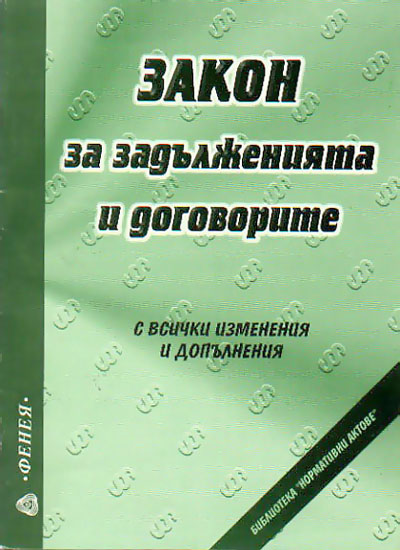 ЗАКОН
за задълженията
и договорите
С ВСИЧКИ ИЗМЕНЕНИЯ
И ДОПЪЛНЕНИЯ
БИБЛИОТЕКА "НОРМАТИВНИ АКТОВЕ"
•ФЕНЕЯ•